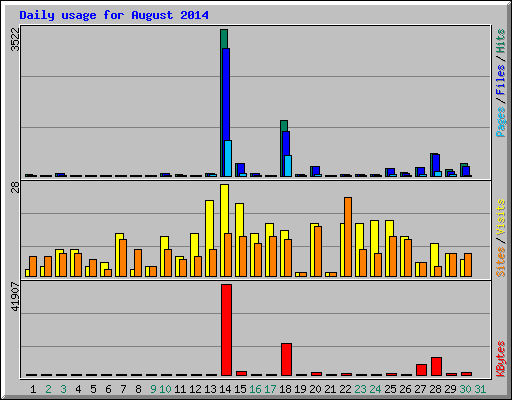 Daily usage for August 2014
3522
Pages / Files / Hits
28
Sites / Visits
41907
KBytes
1 2 3 4 5 6 7 8 9 10 11 12 13 14 15 16 17 18 19 20 21 22 23 24 25 26 27 28 29 30 31